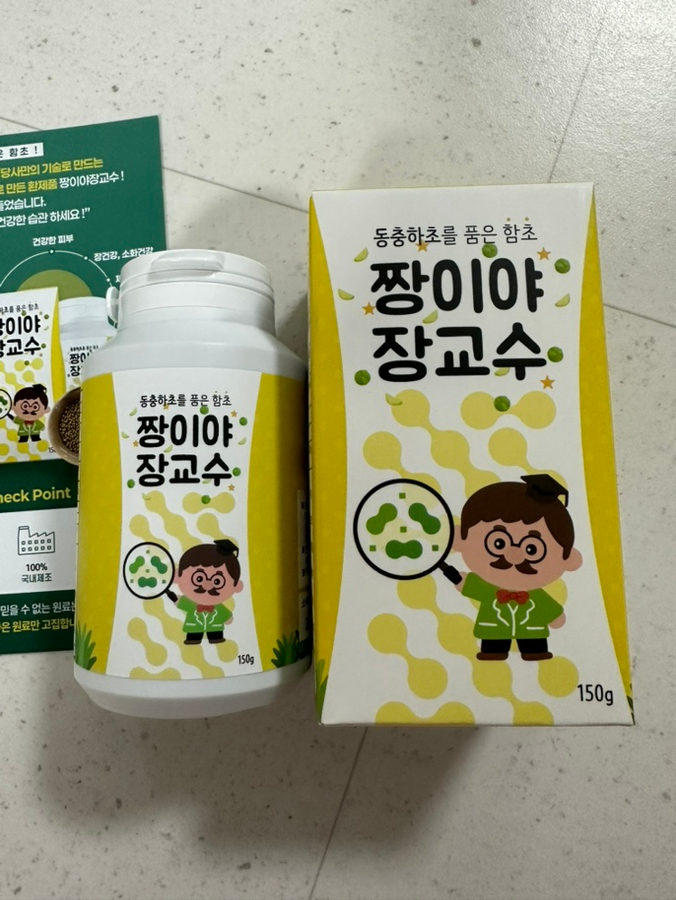 함초 !
당사만의 기술로 만드는
만든 환제품 짱이야장교수 !
들었습니다.
건강한 습관 하세요 !”
건강한 피부
장건강, 소화건강
짱이야
장교수
Check Point
100%
국내제조
믿을 수 없는 원료는
원료만 고집합니
동충하초를 품은 함초
짱이야
장교수
150g
동충하초를 품은 함초
짱이야
장교수
150g